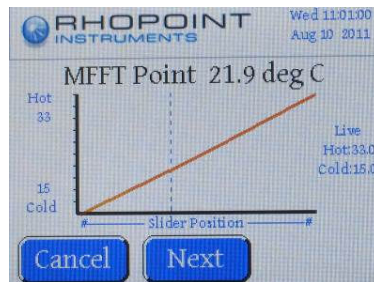 RHOPOINT
INSTRUMENTS
Wed 11:01:00
Aug 10 2011
MFFT Point 21.9 deg C
Hot
33
15
Cold
Live
Hot:33.0
Cold:15.0
# Slider Position #
Cancel
Next